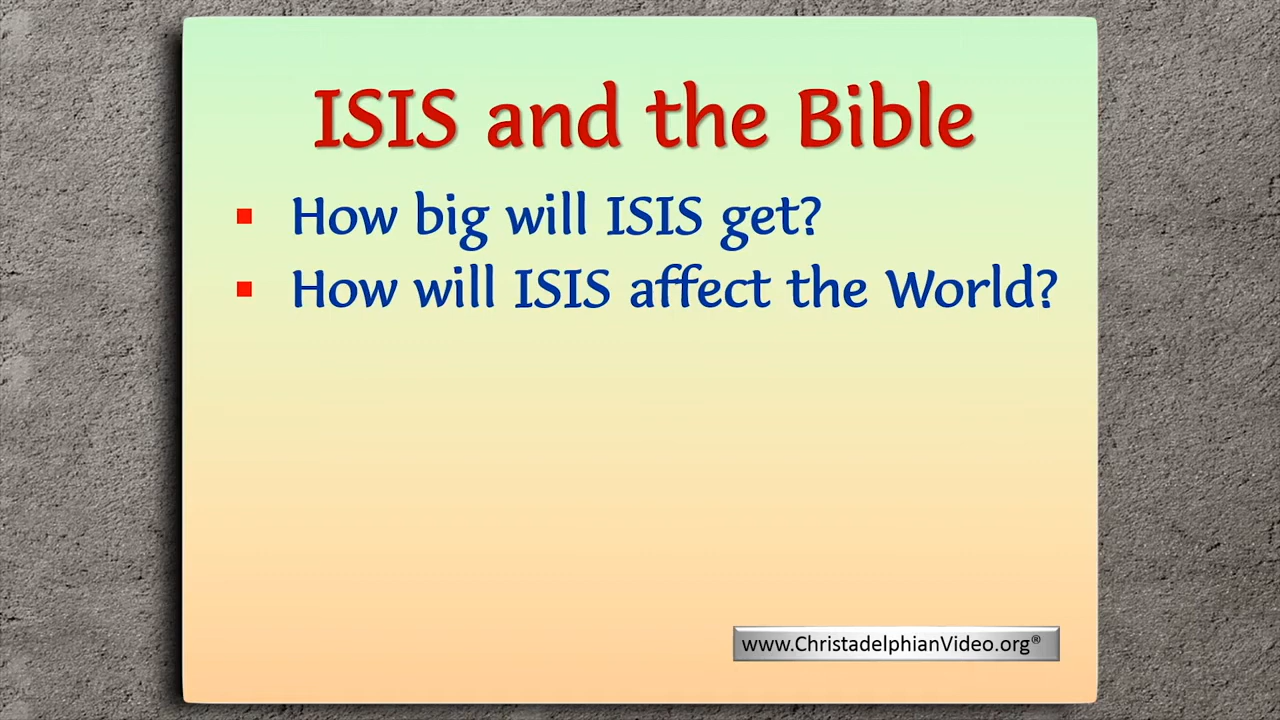 ISIS and the Bible
▪ How big will ISIS get?
▪ How will ISIS affect the World?
www.ChristadelphianVideo.org®